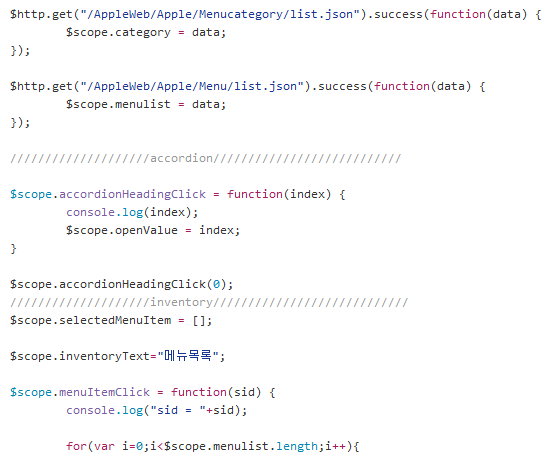 $http.get("/AppleWeb/Apple/Menucategory/list.json").success(function(data) {
$scope.category = data;
});
$http.get("/AppleWeb/Apple/Menu/list.json").success(function(data) {
$scope.menulist = data;
});
////////////////////accordion///////////////////////////
$scope.accordionHeadingClick = function(index) {
console.log(index);
$scope.openValue = index;
}
$scope.accordionHeadingClick(0);
////////////////////inventory////////////////////////////
$scope.selectedMenuItem = [];
$scope.inventoryText="메뉴목록";
$scope.menuItemClick = function(sid) {
console.log("sid = "+sid);
for(var i=0;i<$scope.menulist.length;i++){